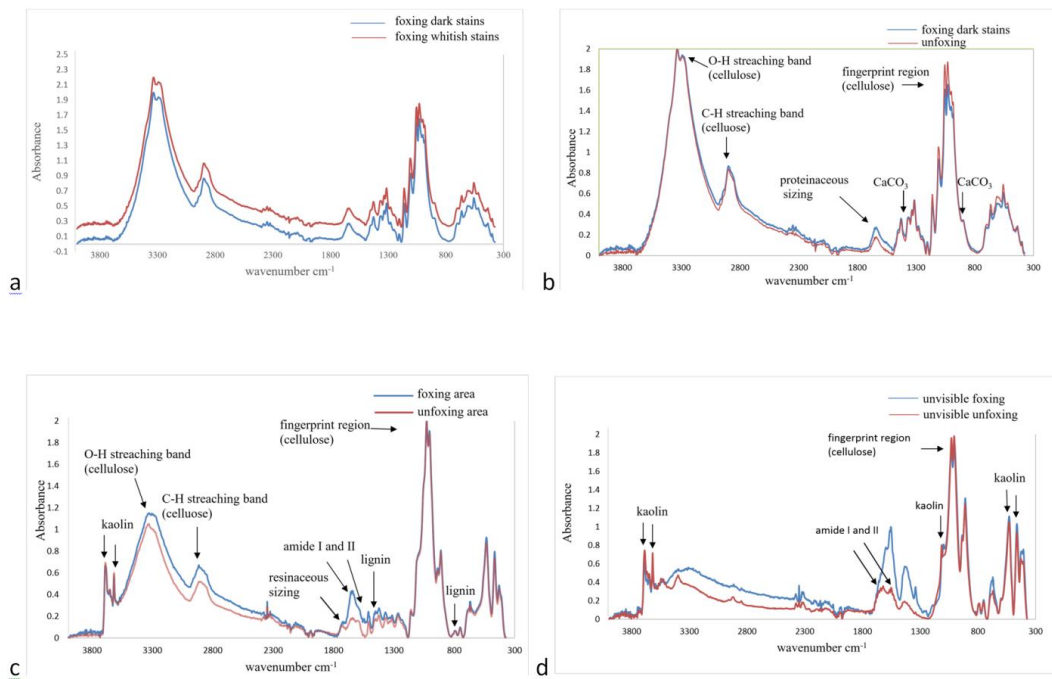 foxing dark stains
foxing whitish stains
2.5
2.3
2.1
1.9
1.7
1.5
1.3
1.1
0.9
0.7
0.5
0.3
0.1
-0.1
Absorbance
3800 3300 2800 2300 1800 1300 800 300
wavenumber cm-1
a
foxing dark stains
unfoxing
2
1.8
1.6
1.4
1.2
1
0.8
0.6
0.4
0.2
0
Absorbance
O-H streaching band
(cellulose)
C-H streaching band
(celluose)
fingerprint region
(cellulose)
proteinaceous
sizing
CaCO3
CaCO3
3800 3300 2800 2300 1800 1300 800 300
wavenumber cm-1
b
foxing area
unfoxing area
2
1.8
1.6
1.4
1.2
1
0.8
0.6
0.4
0.2
0
Absorbance
fingerprint region
(cellulose)
O-H streaching band
(cellulose)
C-H streaching band
(celluose)
kaolin
amide I and II
lignin
resinaceous
sizing
lignin
3800 3300 2800 2300 1800 1300 800 300
wavenumber cm-1
c
unvisible foxing
unvisible unfoxing
2
1.8
1.6
1.4
1.2
1
0.8
0.6
0.4
0.2
0
Absorbance
fingerprint region
(cellulose)
kaolin
kaolin
kaolin
amide I and II
3800 3300 2800 2300 1800 1300 800 300
wavenumber cm-1
d